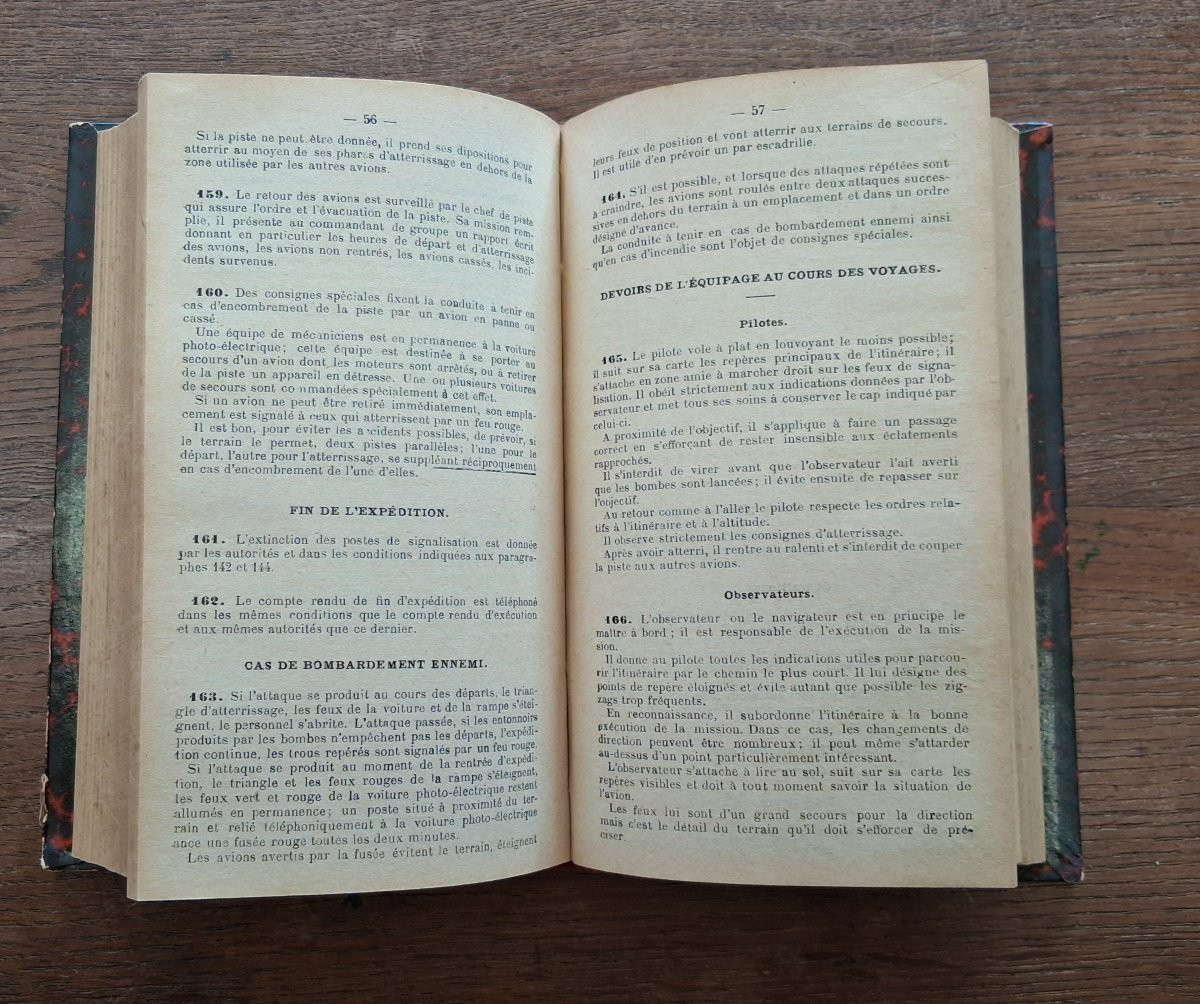 — 56 —
Si la piste ne peut être donnée, il prend ses dipositions pour
atterrir au moyen de ses phares d'atterrissage en dehors de la
zone utilisée par les autres avions.
159. Le retour des avions est surveillé par le chef de piste
qui assure l'ordre et l'évacuation de la piste. Sa mission rem-
plie, il présente au commandant de groupe un rapport écrit
donnant en particulier les heures de départ et d'atterrissage
des avions, les avions non rentrés, les avions cassés, les inci-
dents survenus.
160. Des consignes spéciales fixent la conduite à tenir en
cas d'encombrement de la piste par un avion en panne ou
cassé.
Une équipe de mécaniciens est en permanence à la voiture
photo-électrique; cette équipe est destinée à se porter au
secours d'un avion dont les moteurs sont arrêtés, ou à retirer
de la piste un appareil en détresse. Une ou plusieurs voitures
de secours sont commandées spécialement à cet effet.
Si un avion ne peut être retiré immédiatement, son empla-
cement est signalé à ceux qui atterrissent par un feu rouge.
Il est bon, pour éviter les accidents possibles, de prévoir, si
le terrain le permet, deux pistes parallèles; l'une pour le
départ, l'autre pour l'atterrissage, se suppléant réciproquement
en cas d'encombrement de l'une d'elles.
FIN DE L'EXPÉDITION.
161. L'extinction des postes de signalisation est donnée
par les autorités et dans les conditions indiquées aux paragra-
phes 142 et 144.
162. Le compte rendu de fin d'expédition est téléphoné
dans les mêmes conditions que le compte rendu d'exécution
et aux mêmes autorités que ce dernier.
CAS DE BOMBARDEMENT ENNEMI.
163. Si l'attaque se produit au cours des départs, le trian-
gle d'atterrissage, les feux de la voiture et de la rampe s'étei-
gnent, le personnel s'abrite. L'attaque passée, si les entonnoirs
produits par les bombes n'empêchent pas les départs, l'expédi-
tion continue, les trous repérés sont signalés par un feu rouge.
Si l'attaque se produit au moment de la rentrée d'expédi-
tion, le triangle et les feux rouges de la rampe s'éteignent,
les feux vert et rouge de la voiture photo-électrique restent
allumés en permanence; un poste situé à proximité du ter-
rain et relié téléphoniquement à la voiture photo-électrique
ance une fusée rouge toutes les deux minutes.
Les avions avertis par la fusée évitent le terrain, éteignent
— 57 —
leurs feux de position et vont atterrir aux terrains de secours.
Il est utile d'en prévoir un par escadrille.
164. S'il est possible, et lorsque des attaques répétées sont
à craindre, les avions sont roulés entre deux attaques succes-
sives en dehors du terrain à un emplacement et dans un ordre
désigné d'avance.
La conduite à tenir en cas de bombardement ennemi ainsi
qu'en cas d'incendie sont l'objet de consignes spéciales.
DEVOIRS DE L'ÉQUIPAGE AU COURS DES VOYAGES.
Pilotes.
165. Le pilote vole à plat en louvoyant le moins possible;
il suit sur sa carte les repères principaux de l'itinéraire; il
s'attache en zone amie à marcher droit sur les feux de signa-
lisation. Il obéit strictement aux indications données par l'ob-
servateur et met tous ses soins à conserver le cap indiqué par
celui-ci.
A proximité de l'objectif, il s'applique à faire un passage
correct en s'efforçant de rester insensible aux éclatements
rapprochés.
Il s'interdit de virer avant que l'observateur l'ait averti
que les bombes sont lancées; il évite ensuite de repasser sur
l'objectif.
Au retour comme à l'aller le pilote respecte les ordres rela-
tifs à l'itinéraire et à l'altitude.
Il observe strictement les consignes d'atterrissage.
Après avoir atterri, il rentre au ralenti et s'interdit de couper
la piste aux autres avions.
Observateurs.
166. L'observateur ou le navigateur est en principe le
maître à bord; il est responsable de l'exécution de la mis-
sion.
Il donne au pilote toutes les indications utiles pour parcou-
rir l'itinéraire par le chemin le plus court. Il lui désigne des
points de repère éloignés et évite autant que possible les zig-
zags trop fréquents.
En reconnaissance, il subordonne l'itinéraire à la bonne
exécution de la mission. Dans ce cas, les changements de
direction peuvent être nombreux; il peut même s'attarder
au-dessus d'un point particulièrement intéressant.
L'observateur s'attache à lire au sol, suit sur sa carte les
repères visibles et doit à tout moment savoir la situation de
l'avion.
Les feux lui sont d'un grand secours pour la direction
mais c'est le détail du terrain qu'il doit s'efforcer de pré-
ciser.